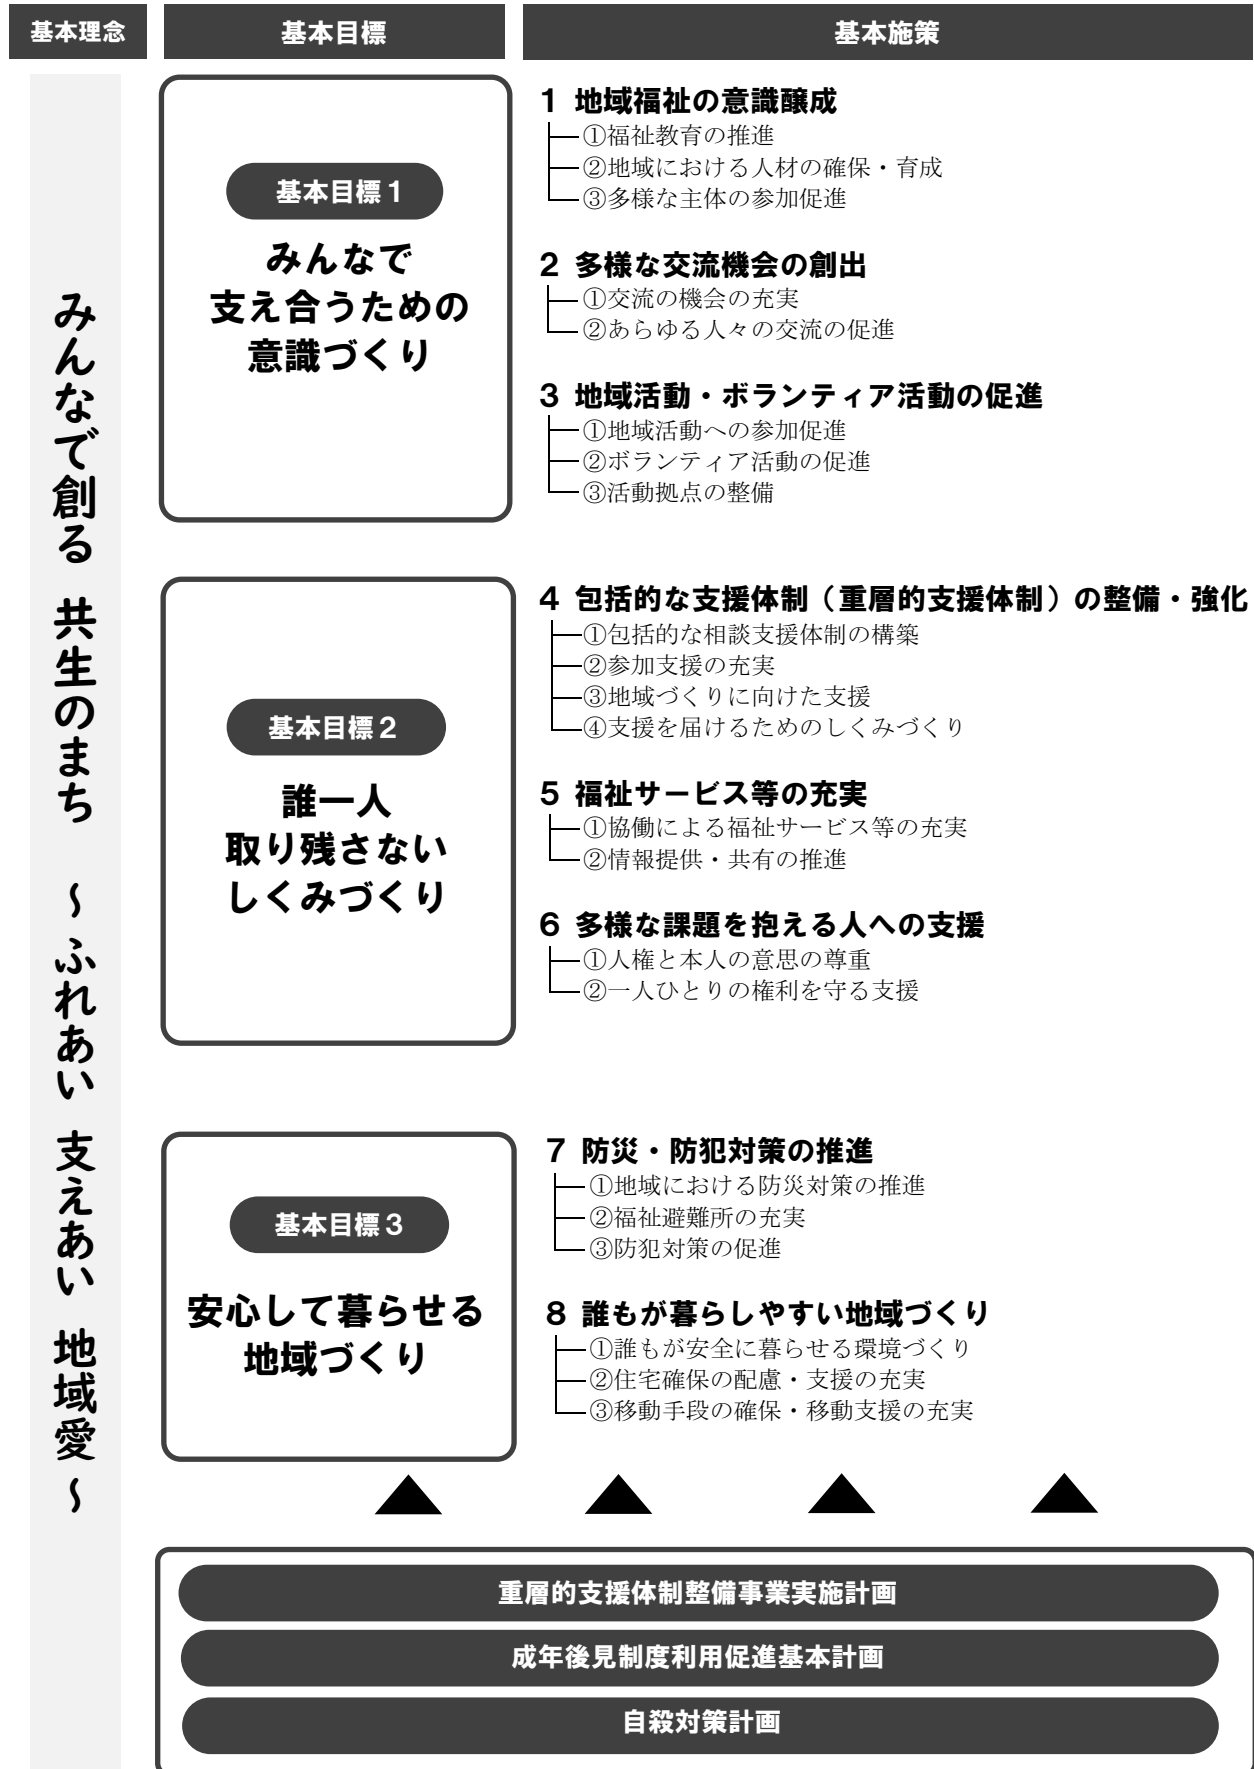 基本理念
基本目標
基本施策
みんなで創る 共生のまち ～ ふれあい 支えあい 地域愛 ～
基本目標１
みんなで
支え合うための
意識づくり
1 地域福祉の意識醸成
①福祉教育の推進
②地域における人材の確保・育成
③多様な主体の参加促進
2 多様な交流機会の創出
①交流の機会の充実
②あらゆる人々の交流の促進
3 地域活動・ボランティア活動の促進
①地域活動への参加促進
②ボランティア活動の促進
③活動拠点の整備
基本目標２
誰一人
取り残さない
しくみづくり
4 包括的な支援体制（重層的支援体制）の整備・強化
①包括的な相談支援体制の構築
②参加支援の充実
③地域づくりに向けた支援
④支援を届けるためのしくみづくり
5 福祉サービス等の充実
①協働による福祉サービス等の充実
②情報提供・共有の推進
6 多様な課題を抱える人への支援
①人権と本人の意思の尊重
②一人ひとりの権利を守る支援
基本目標３
安心して暮らせる
地域づくり
7 防災・防犯対策の推進
①地域における防災対策の推進
②福祉避難所の充実
③防犯対策の促進
8 誰もが暮らしやすい地域づくり
①誰もが安全に暮らせる環境づくり
②住宅確保の配慮・支援の充実
③移動手段の確保・移動支援の充実
重層的支援体制整備事業実施計画
成年後見制度利用促進基本計画
自殺対策計画